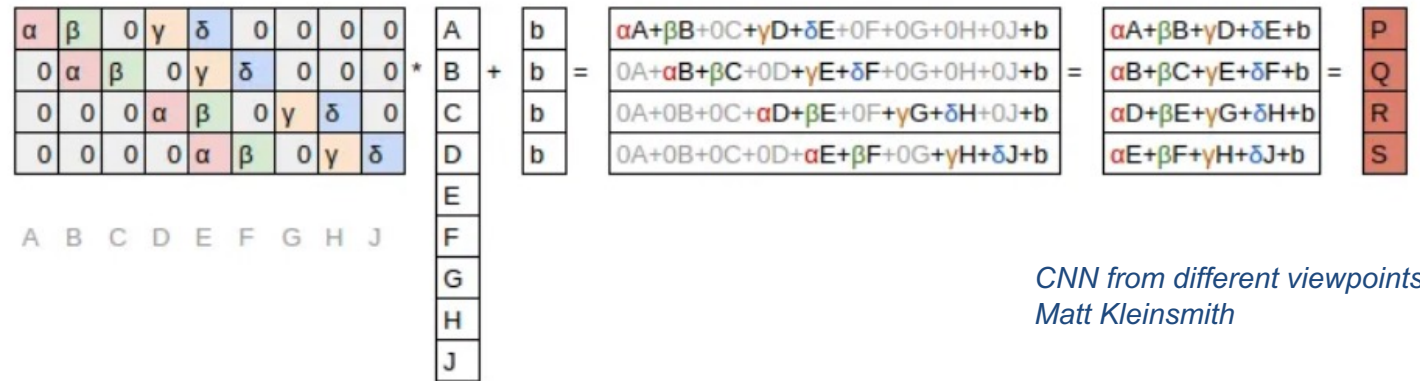 α β 0 γ δ 0 0 0 0 A b αA+βB+0C+γD+δE+0F+0G+0H+0J+b αA+βB+γD+δE+b P
0 α β 0 γ δ 0 0 0 * B + b = 0A+αB+βC+0D+γE+δF+0G+0H+0J+b = αB+βC+γE+δF+b = Q
0 0 0 α β 0 γ δ 0 C b 0A+0B+0C+αD+βE+0F+γG+δH+0J+b αD+βE+γG+δH+b R
0 0 0 0 α β 0 γ δ D b 0A+0B+0C+0D+αE+βF+0G+γH+δJ+b αE+βF+γH+δJ+b S
E
A B C D E F G H J F
G
H
J
CNN from different viewpoints
Matt Kleinsmith